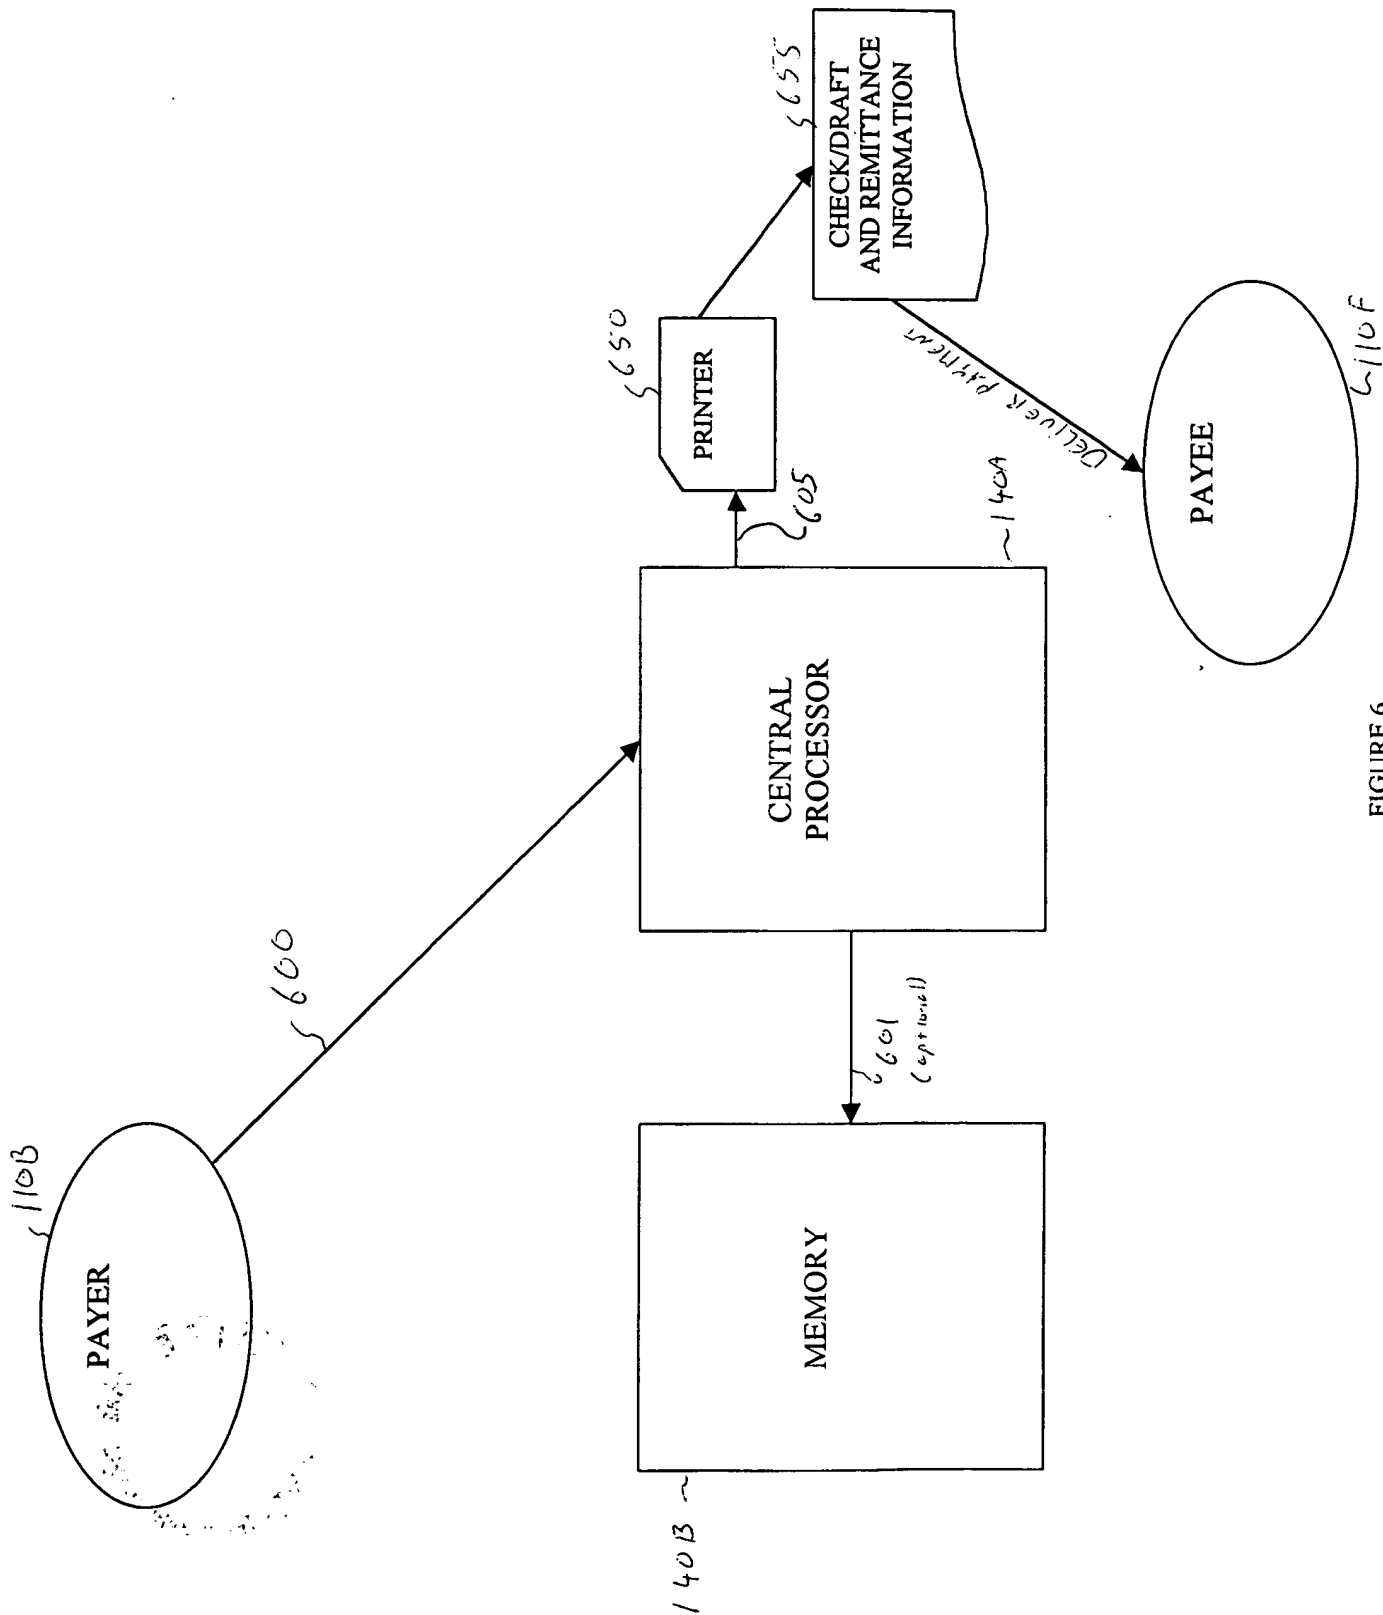 110B
PAYER
600
140B
MEMORY
601
(optional)
CENTRAL
PROCESSOR
140A
605
650
PRINTER
655
CHECK/DRAFT
AND REMITTANCE
INFORMATION
DELIVER PAYMENT
PAYEE
110F
FIGURE 6